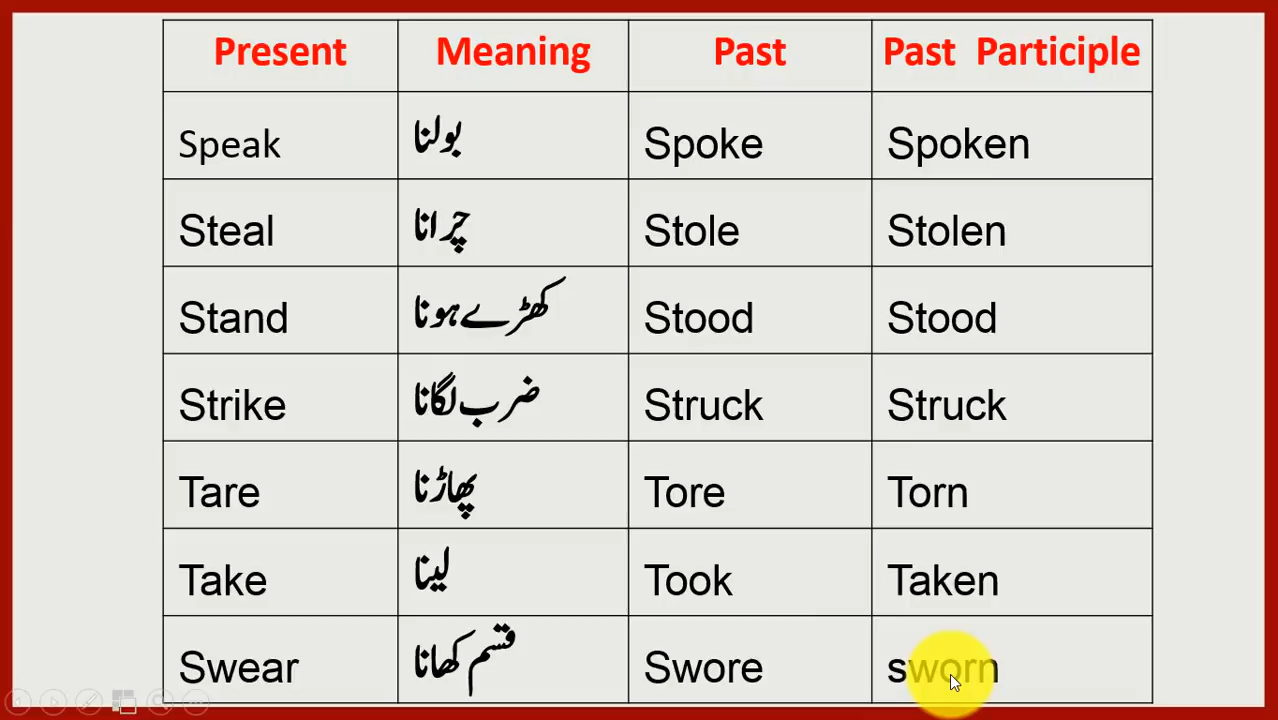 Present Meaning Past Past Participle
Speak بولنا Spoke Spoken
Steal چرانا Stole Stolen
Stand کھڑے ہونا Stood Stood
Strike ضرب لگانا Struck Struck
Tare پھاڑنا Tore Torn
Take لینا Took Taken
Swear قسم کھانا Swore sworn